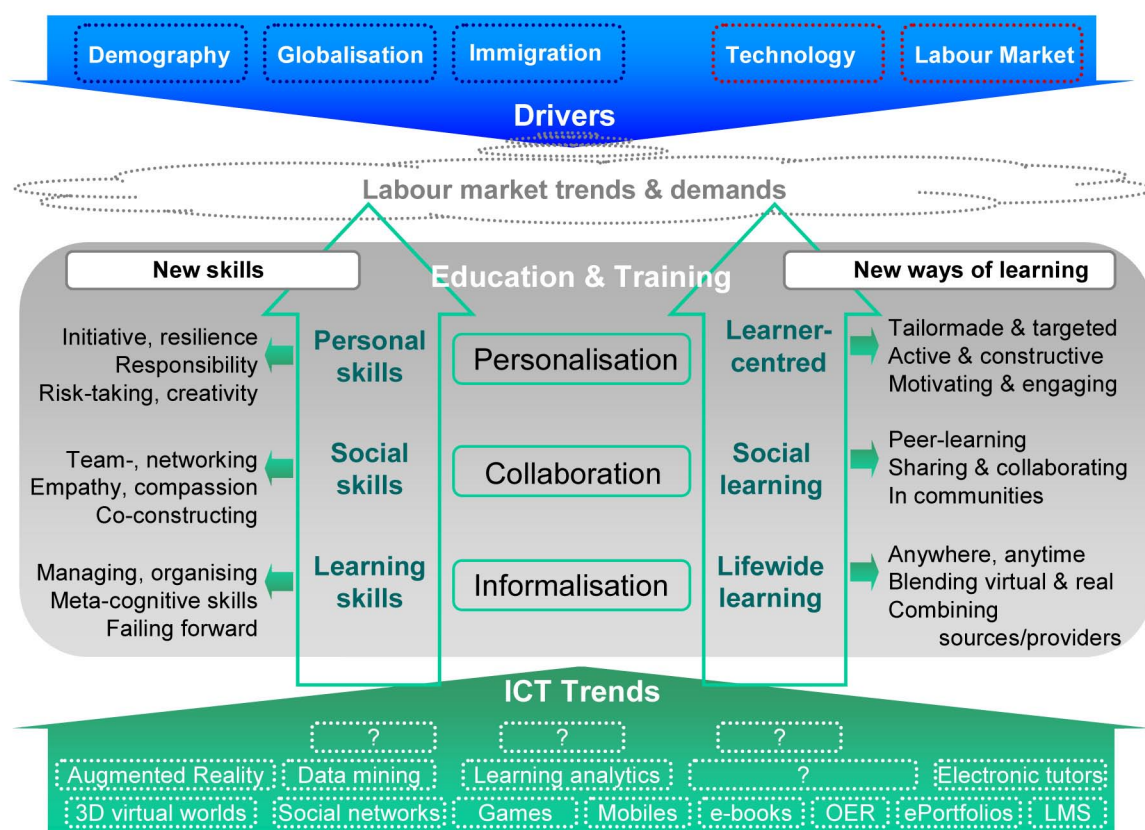 Demography
Globalisation
Immigration
Technology
Labour Market
Drivers
Labour market trends & demands
New skills
Education & Training
New ways of learning
Initiative, resilience
Responsibility
Risk-taking, creativity
Personal
skills
Personalisation
Learner-
centred
Tailormade & targeted
Active & constructive
Motivating & engaging
Team-, networking
Empathy, compassion
Co-constructing
Social
skills
Collaboration
Social
learning
Peer-learning
Sharing & collaborating
In communities
Managing, organising
Meta-cognitive skills
Failing forward
Learning
skills
Informalisation
Lifewide
learning
Anywhere, anytime
Blending virtual & real
Combining
sources/providers
ICT Trends
?
?
?
Augmented Reality
Data mining
Learning analytics
?
Electronic tutors
3D virtual worlds
Social networks
Games
Mobiles
e-books
OER
ePortfolios
LMS